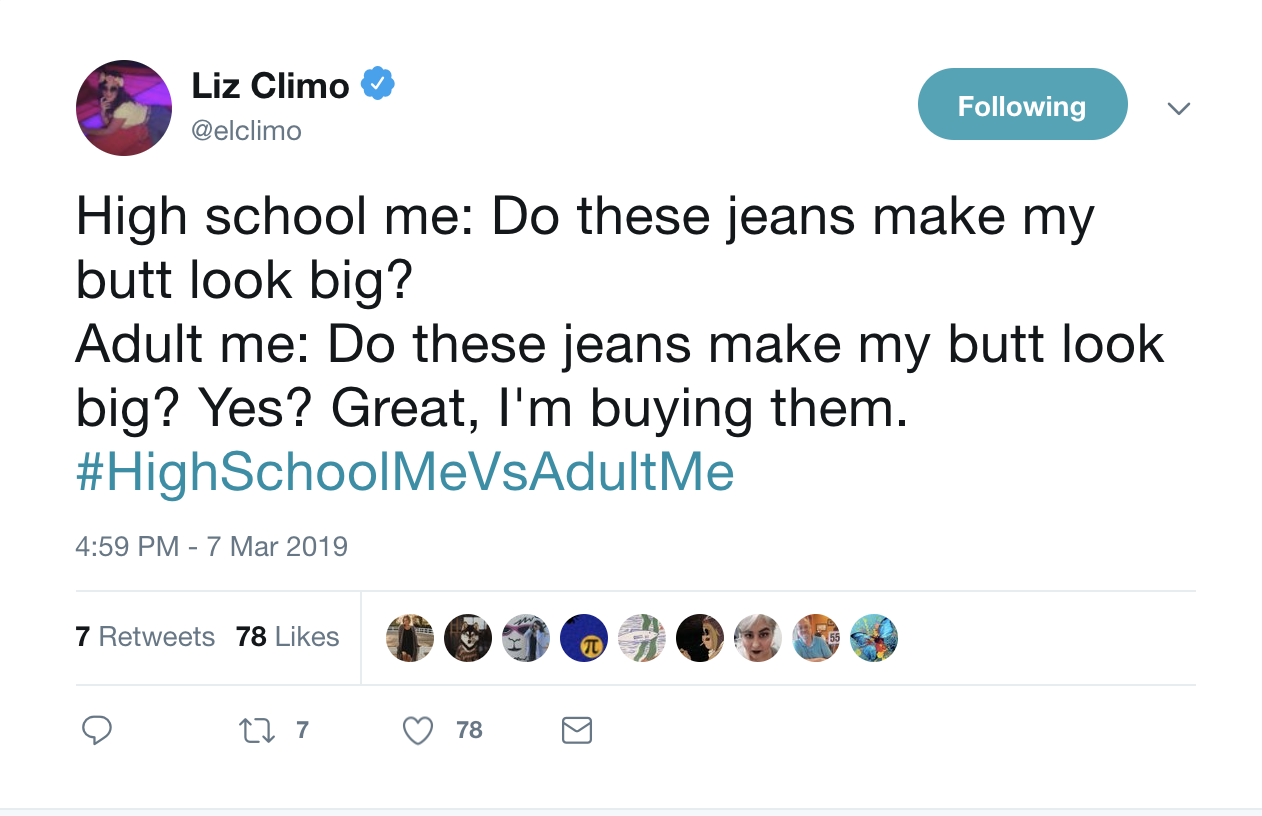 Liz Climo
@elclimo
Following
High school me: Do these jeans make my
butt look big?
Adult me: Do these jeans make my butt look
big? Yes? Great, I'm buying them.
#HighSchoolMeVsAdultMe
4:59 PM - 7 Mar 2019
7 Retweets 78 Likes
π
55
7 78